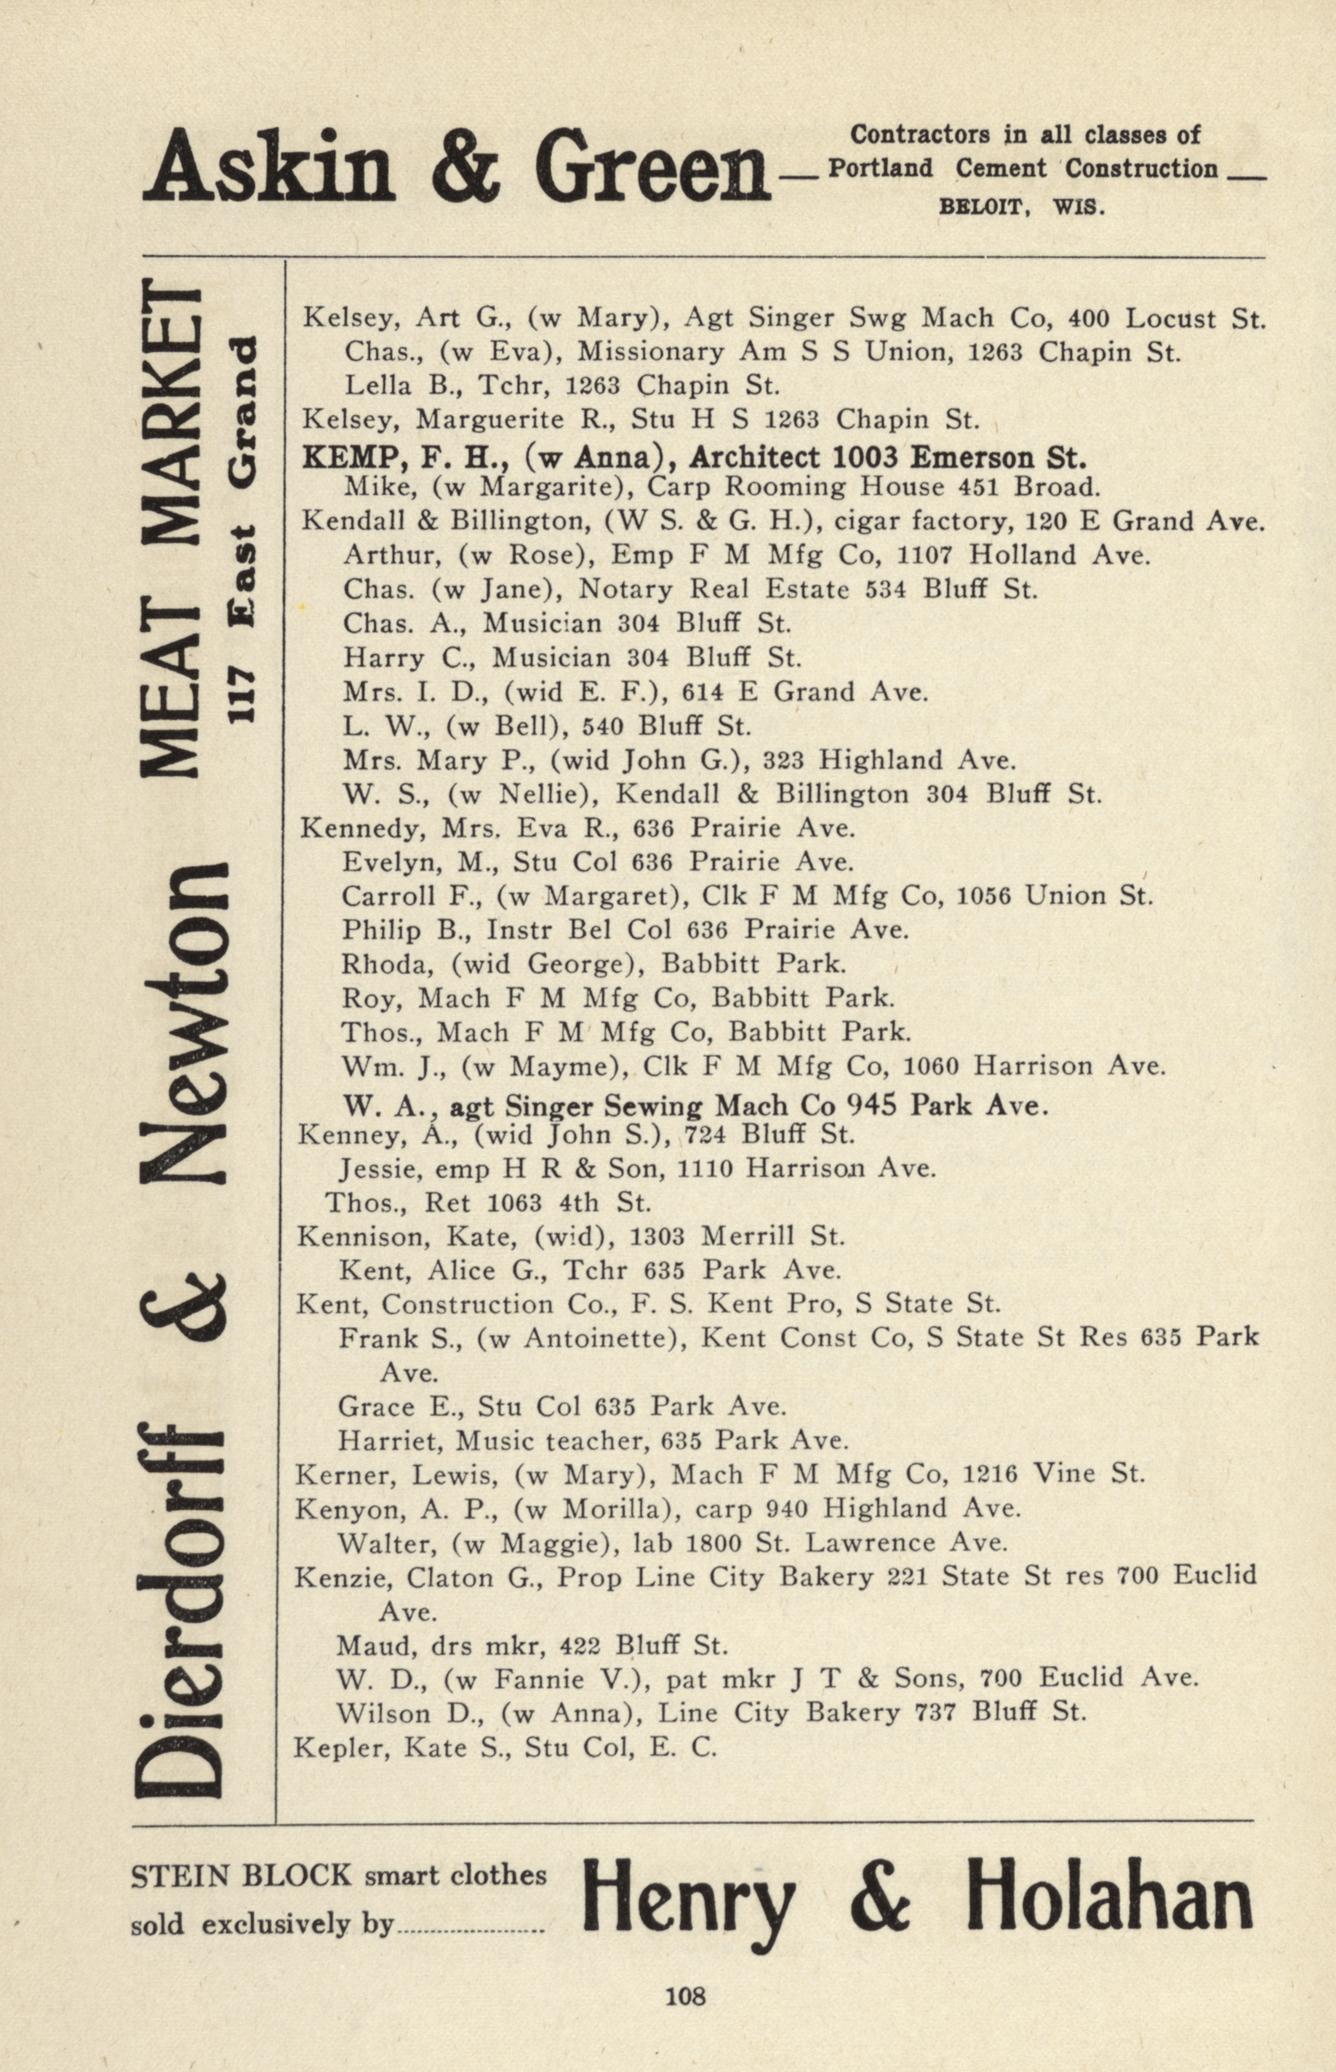 Askin & Green — Contractors in all classes of
Portland Cement Construction —
BELOIT, WIS.
Dierdorff & Newton MEAT MARKET
117 East Grand
Kelsey, Art G., (w Mary), Agt Singer Swg Mach Co, 400 Locust St.
Chas., (w Eva), Missionary Am S S Union, 1263 Chapin St.
Lella B., Tchr, 1263 Chapin St.
Kelsey, Marguerite R., Stu H S 1263 Chapin St.
KEMP, F. H., (w Anna), Architect 1003 Emerson St.
Mike, (w Margarite), Carp Rooming House 451 Broad.
Kendall & Billington, (W S. & G. H.), cigar factory, 120 E Grand Ave.
Arthur, (w Rose), Emp F M Mfg Co, 1107 Holland Ave.
Chas. (w Jane), Notary Real Estate 534 Bluff St.
Chas. A., Musician 304 Bluff St.
Harry C., Musician 304 Bluff St.
Mrs. I. D., (wid E. F.), 614 E Grand Ave.
L. W., (w Bell), 540 Bluff St.
Mrs. Mary P., (wid John G.), 323 Highland Ave.
W. S., (w Nellie), Kendall & Billington 304 Bluff St.
Kennedy, Mrs. Eva R., 636 Prairie Ave.
Evelyn, M., Stu Col 636 Prairie Ave.
Carroll F., (w Margaret), Clk F M Mfg Co, 1056 Union St.
Philip B., Instr Bel Col 636 Prairie Ave.
Rhoda, (wid George), Babbitt Park.
Roy, Mach F M Mfg Co, Babbitt Park.
Thos., Mach F M Mfg Co, Babbitt Park.
Wm. J., (w Mayme), Clk F M Mfg Co, 1060 Harrison Ave.
W. A., agt Singer Sewing Mach Co 945 Park Ave.
Kenney, A., (wid John S.), 724 Bluff St.
Jessie, emp H R & Son, 1110 Harrison Ave.
Thos., Ret 1063 4th St.
Kennison, Kate, (wid), 1303 Merrill St.
Kent, Alice G., Tchr 635 Park Ave.
Kent, Construction Co., F. S. Kent Pro, S State St.
Frank S., (w Antoinette), Kent Const Co, S State St Res 635 Park
Ave.
Grace E., Stu Col 635 Park Ave.
Harriet, Music teacher, 635 Park Ave.
Kerner, Lewis, (w Mary), Mach F M Mfg Co, 1216 Vine St.
Kenyon, A. P., (w Morilla), carp 940 Highland Ave.
Walter, (w Maggie), lab 1800 St. Lawrence Ave.
Kenzie, Claton G., Prop Line City Bakery 221 State St res 700 Euclid
Ave.
Maud, drs mkr, 422 Bluff St.
W. D., (w Fannie V.), pat mkr J T & Sons, 700 Euclid Ave.
Wilson D., (w Anna), Line City Bakery 737 Bluff St.
Kepler, Kate S., Stu Col, E. C.
STEIN BLOCK smart clothes
sold exclusively by..................... Henry & Holahan
108